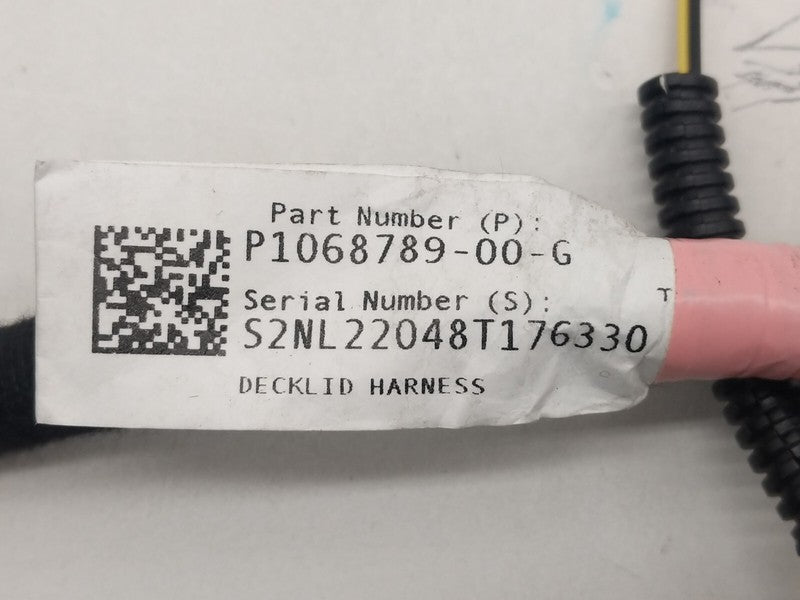 Part Number (P):
P1068789-00-G
Serial Number (S):
S2NL22048T176330
DECKLID HARNESS
T